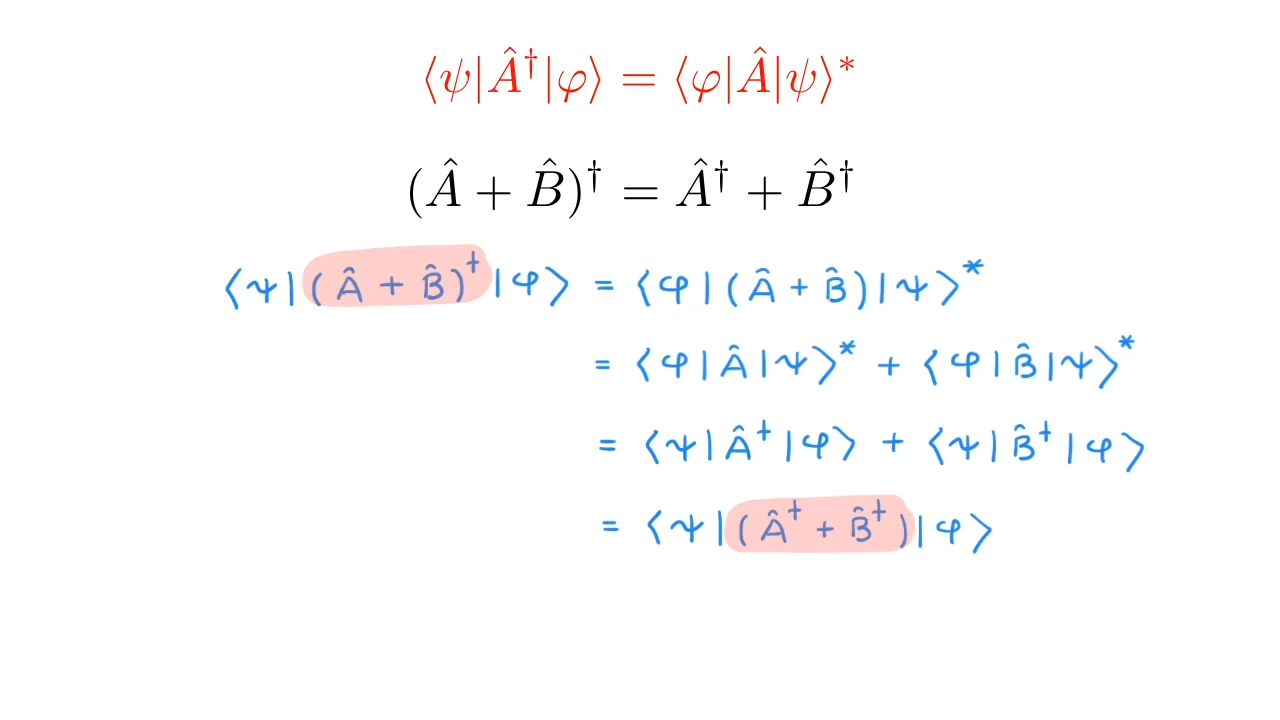 ⟨ψ|Â†|φ⟩ = ⟨φ|Â|ψ⟩*
(Â + B̂)† = Â† + B̂†
⟨ψ|(Â + B̂)†|φ⟩ = ⟨φ|(Â + B̂)|ψ⟩*
= ⟨φ|Â|ψ⟩* + ⟨φ|B̂|ψ⟩*
= ⟨ψ|Â†|φ⟩ + ⟨ψ|B̂†|φ⟩
= ⟨ψ|(Â† + B̂†)|φ⟩